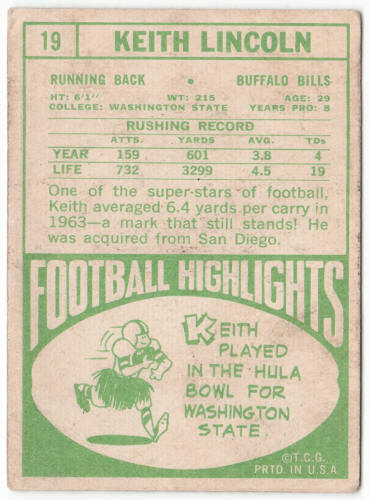 19 KEITH LINCOLN
RUNNING BACK • BUFFALO BILLS
HT: 6'1" WT: 215 AGE: 29
COLLEGE: WASHINGTON STATE YEARS PRO: 8
RUSHING RECORD
ATTS. YARDS AVG. TDs
YEAR 159 601 3.8 4
LIFE 732 3299 4.5 19
One of the super-stars of football,
Keith averaged 6.4 yards per carry in
1963—a mark that still stands! He
was acquired from San Diego.
FOOTBALL HIGHLIGHTS
KEITH
PLAYED
IN THE HULA
BOWL FOR
WASHINGTON
STATE.
©T.C.G.
PRTD. IN U.S.A.